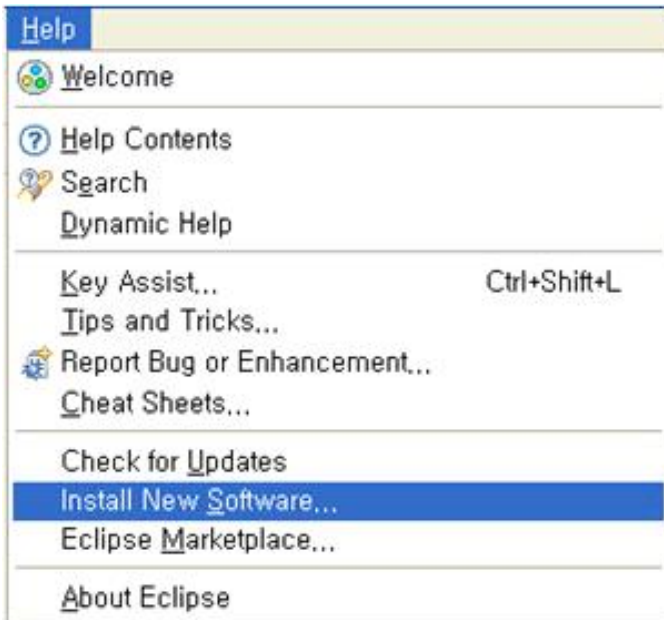 Help
Welcome
Help Contents
Search
Dynamic Help
Key Assist... Ctrl+Shift+L
Tips and Tricks...
Report Bug or Enhancement...
Cheat Sheets...
Check for Updates
Install New Software...
Eclipse Marketplace...
About Eclipse